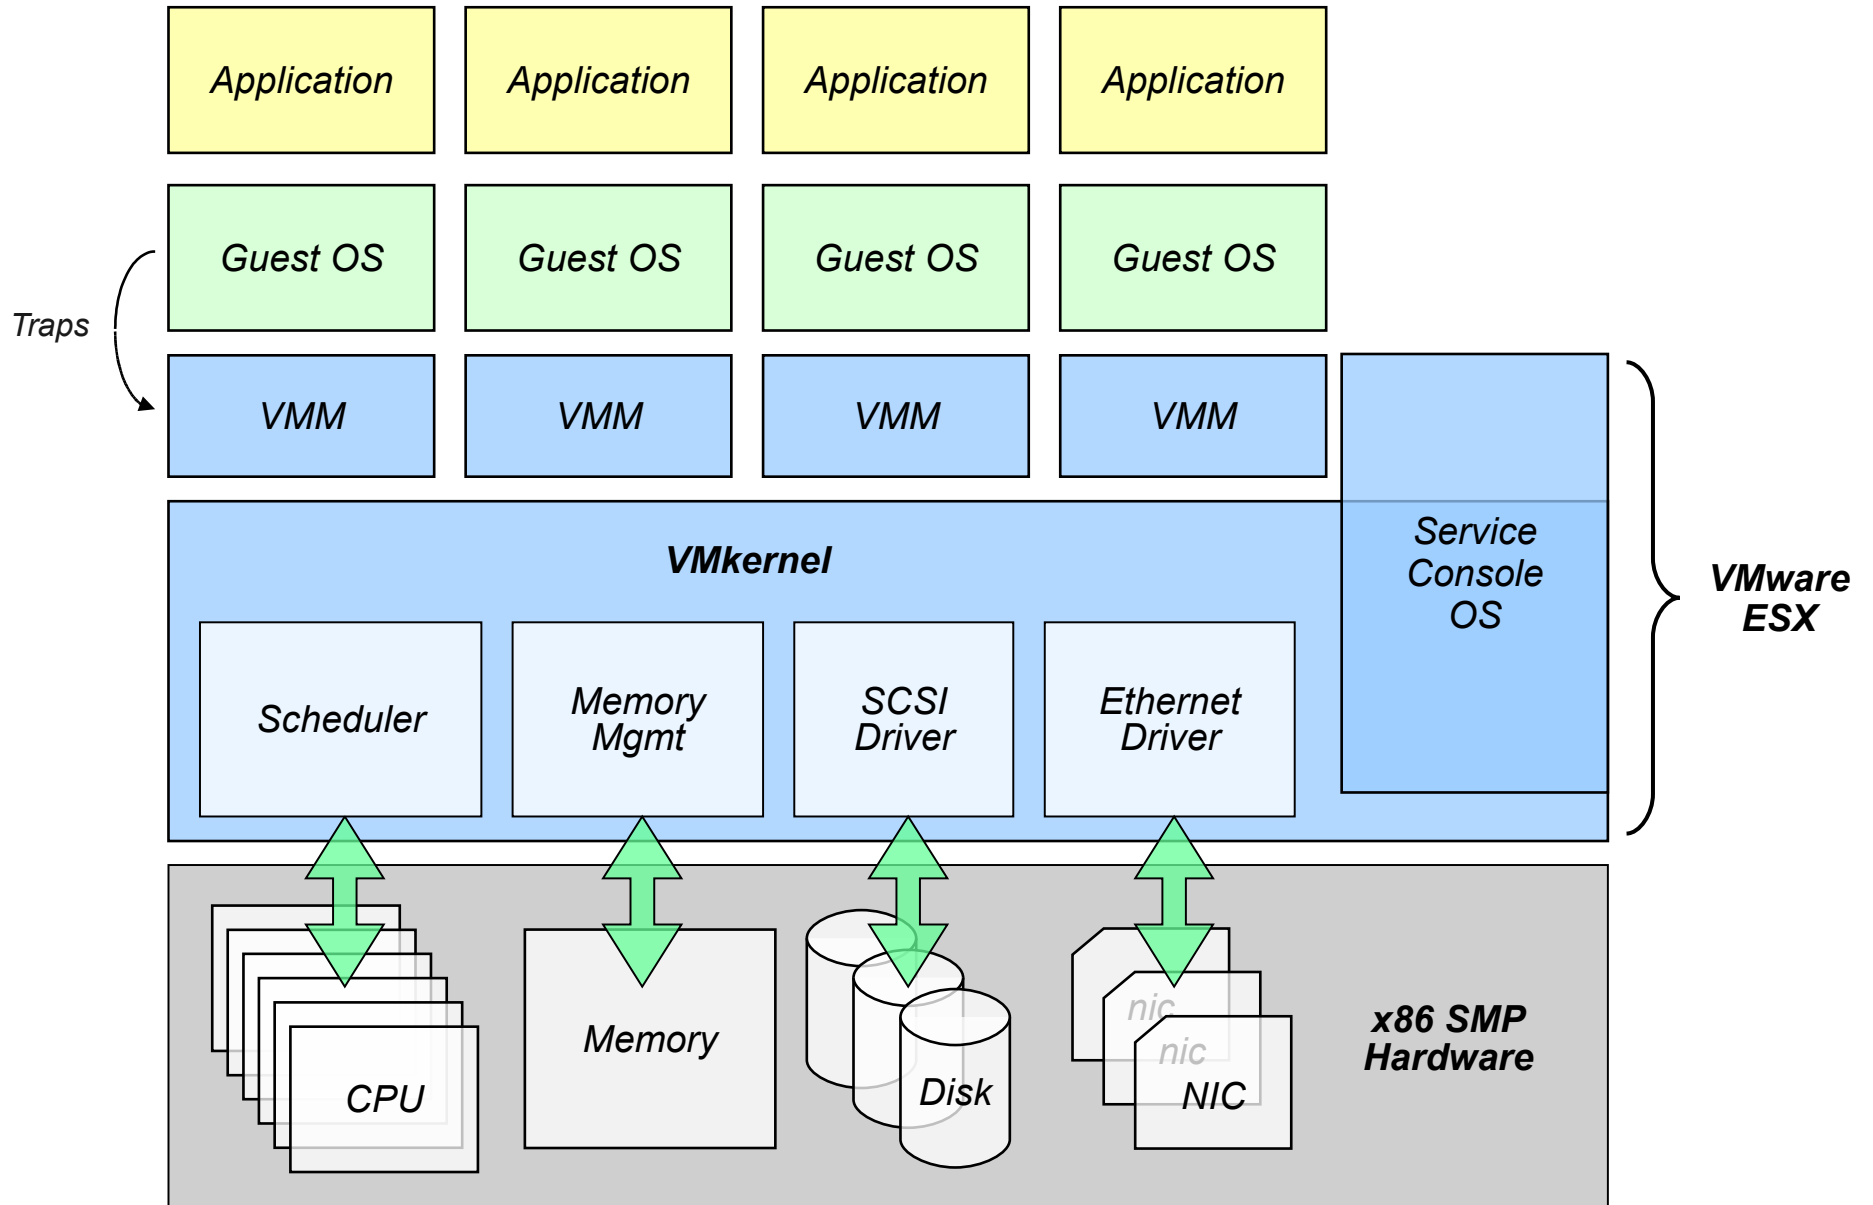 Application
Application
Application
Application
Guest OS
Guest OS
Guest OS
Guest OS
Traps
VMM
VMM
VMM
VMM
VMkernel
Service
Console
OS
VMware
ESX
Scheduler
Memory
Mgmt
SCSI
Driver
Ethernet
Driver
CPU
Memory
Disk
nic
nic
NIC
x86 SMP
Hardware